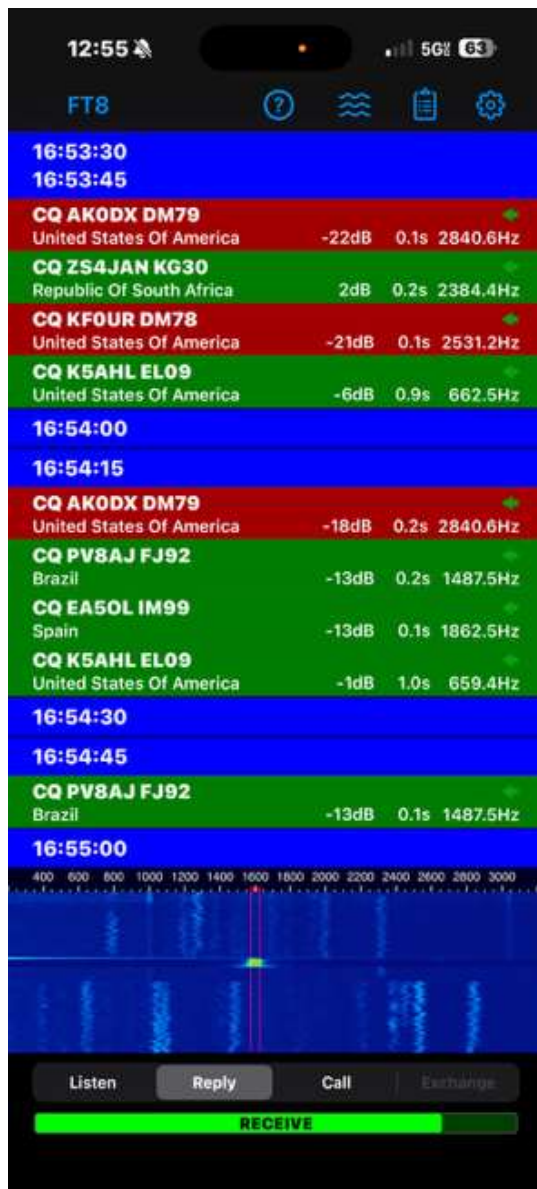 12:55 5G 63
FT8
16:53:30
16:53:45
CQ AK0DX DM79
United States Of America -22dB 0.1s 2840.6Hz
CQ ZS4JAN KG30
Republic Of South Africa 2dB 0.2s 2384.4Hz
CQ KF0UR DM78
United States Of America -21dB 0.1s 2531.2Hz
CQ K5AHL EL09
United States Of America -6dB 0.9s 662.5Hz
16:54:00
16:54:15
CQ AK0DX DM79
United States Of America -18dB 0.2s 2840.6Hz
CQ PV8AJ FJ92
Brazil -13dB 0.2s 1487.5Hz
CQ EA5OL IM99
Spain -13dB 0.1s 1862.5Hz
CQ K5AHL EL09
United States Of America -1dB 1.0s 659.4Hz
16:54:30
16:54:45
CQ PV8AJ FJ92
Brazil -13dB 0.1s 1487.5Hz
16:55:00
400 600 800 1000 1200 1400 1600 1800 2000 2200 2400 2600 2800 3000
Listen Reply Call Exchange
RECEIVE